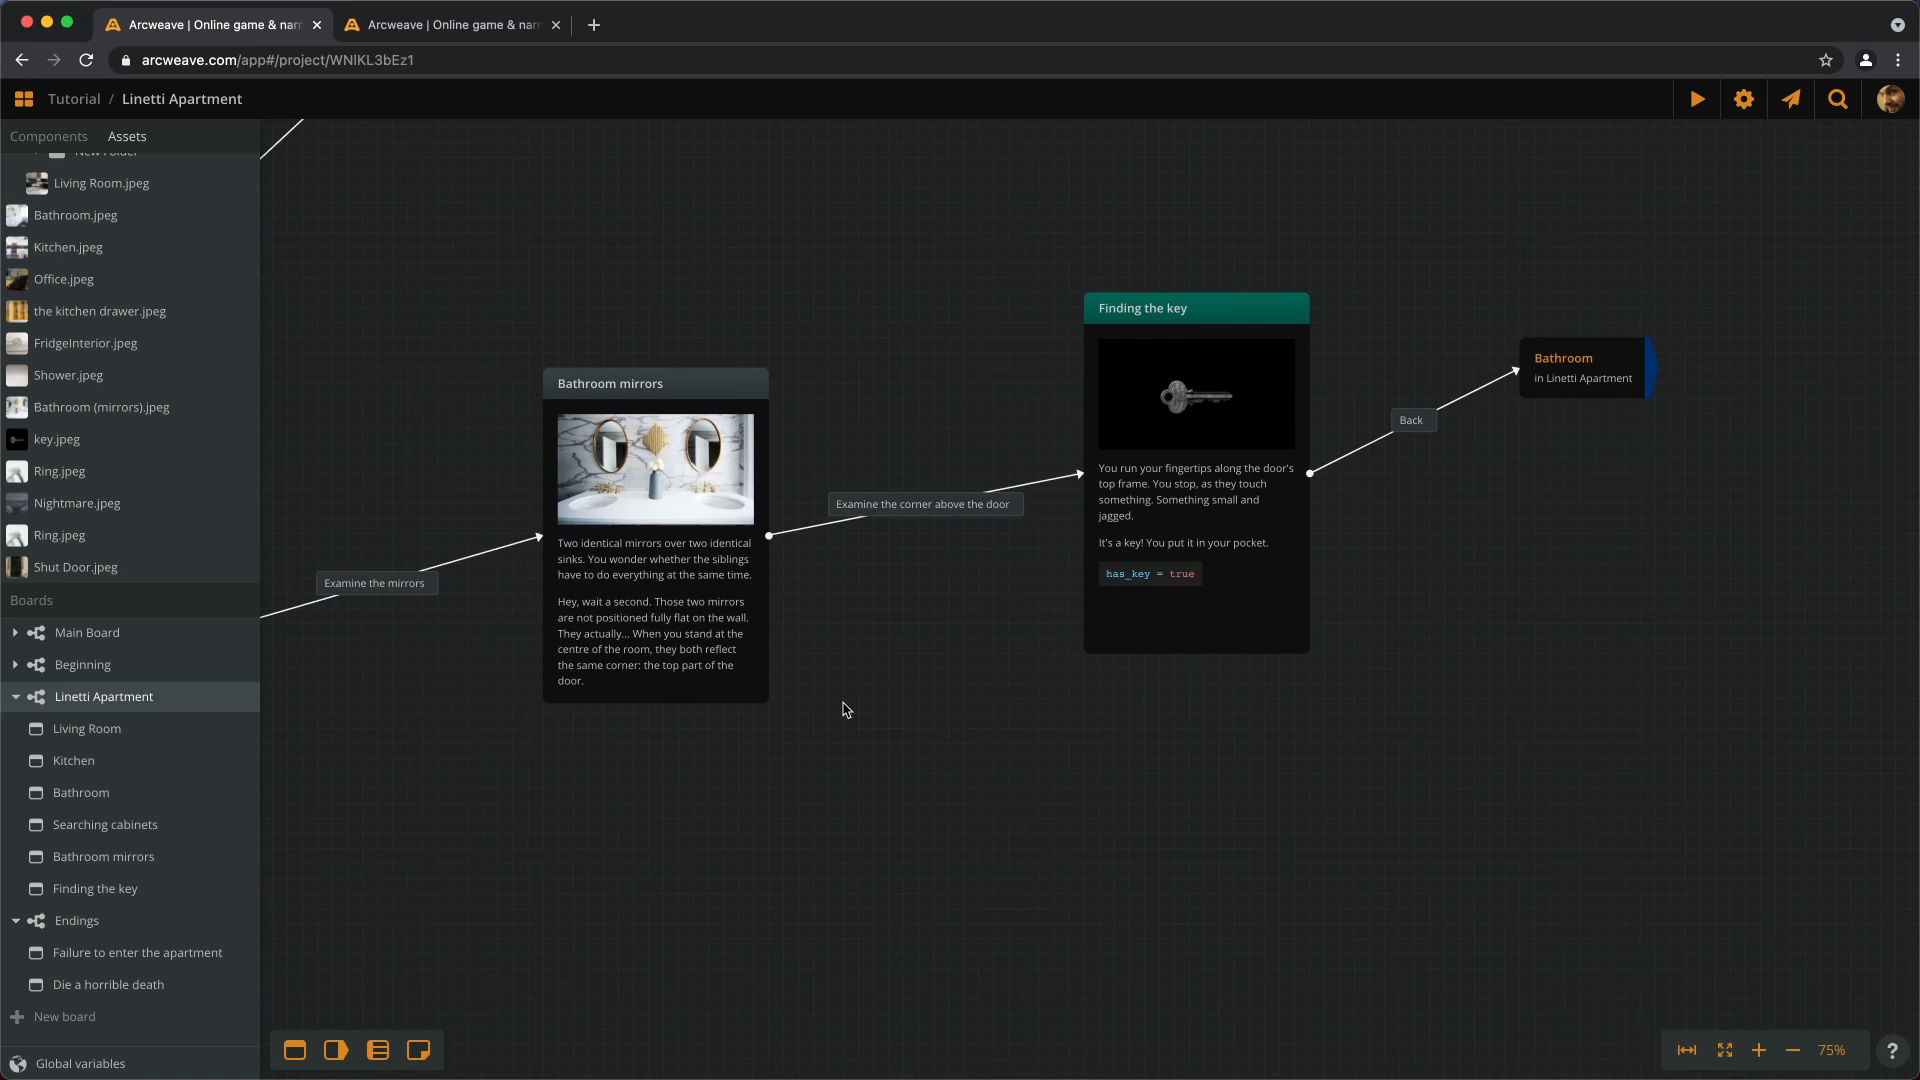 Arcweave | Online game & narr
Arcweave | Online game & narr
arcweave.com/app#/project/WNlKL3bEz1
Tutorial / Linetti Apartment
Components Assets
New Folder
Living Room.jpeg
Bathroom.jpeg
Kitchen.jpeg
Office.jpeg
the kitchen drawer.jpeg
FridgeInterior.jpeg
Shower.jpeg
Bathroom (mirrors).jpeg
key.jpeg
Ring.jpeg
Nightmare.jpeg
Ring.jpeg
Shut Door.jpeg
Boards
Main Board
Beginning
Linetti Apartment
Living Room
Kitchen
Bathroom
Searching cabinets
Bathroom mirrors
Finding the key
Endings
Failure to enter the apartment
Die a horrible death
New board
Global variables
Examine the mirrors
Bathroom mirrors
Two identical mirrors over two identical
sinks. You wonder whether the siblings
have to do everything at the same time.
Hey, wait a second. Those two mirrors
are not positioned fully flat on the wall.
They actually... When you stand at the
centre of the room, they both reflect
the same corner: the top part of the
door.
Examine the corner above the door
Finding the key
You run your fingertips along the door's
top frame. You stop, as they touch
something. Something small and
jagged.
It's a key! You put it in your pocket.
has_key = true
Back
Bathroom
in Linetti Apartment
75%
?